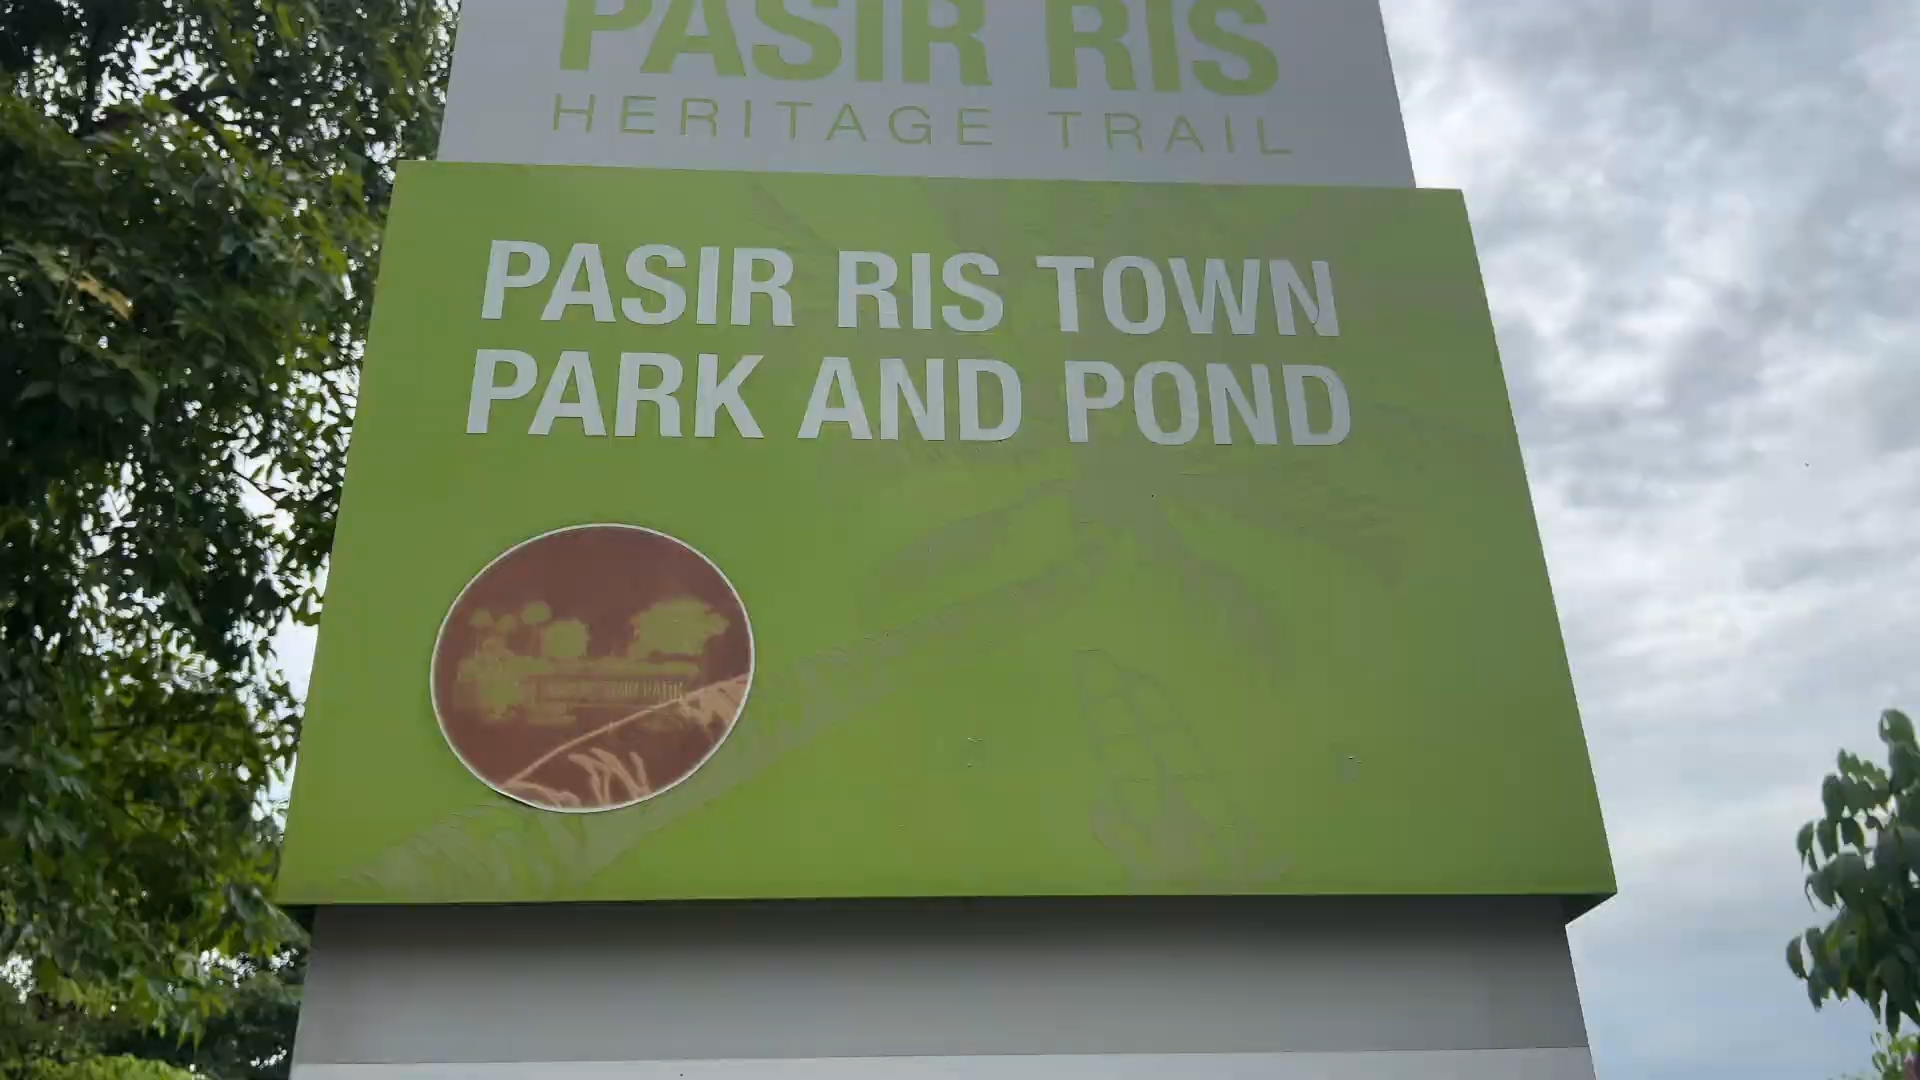 PASIR RIS
HERITAGE TRAIL
PASIR RIS TOWN
PARK AND POND